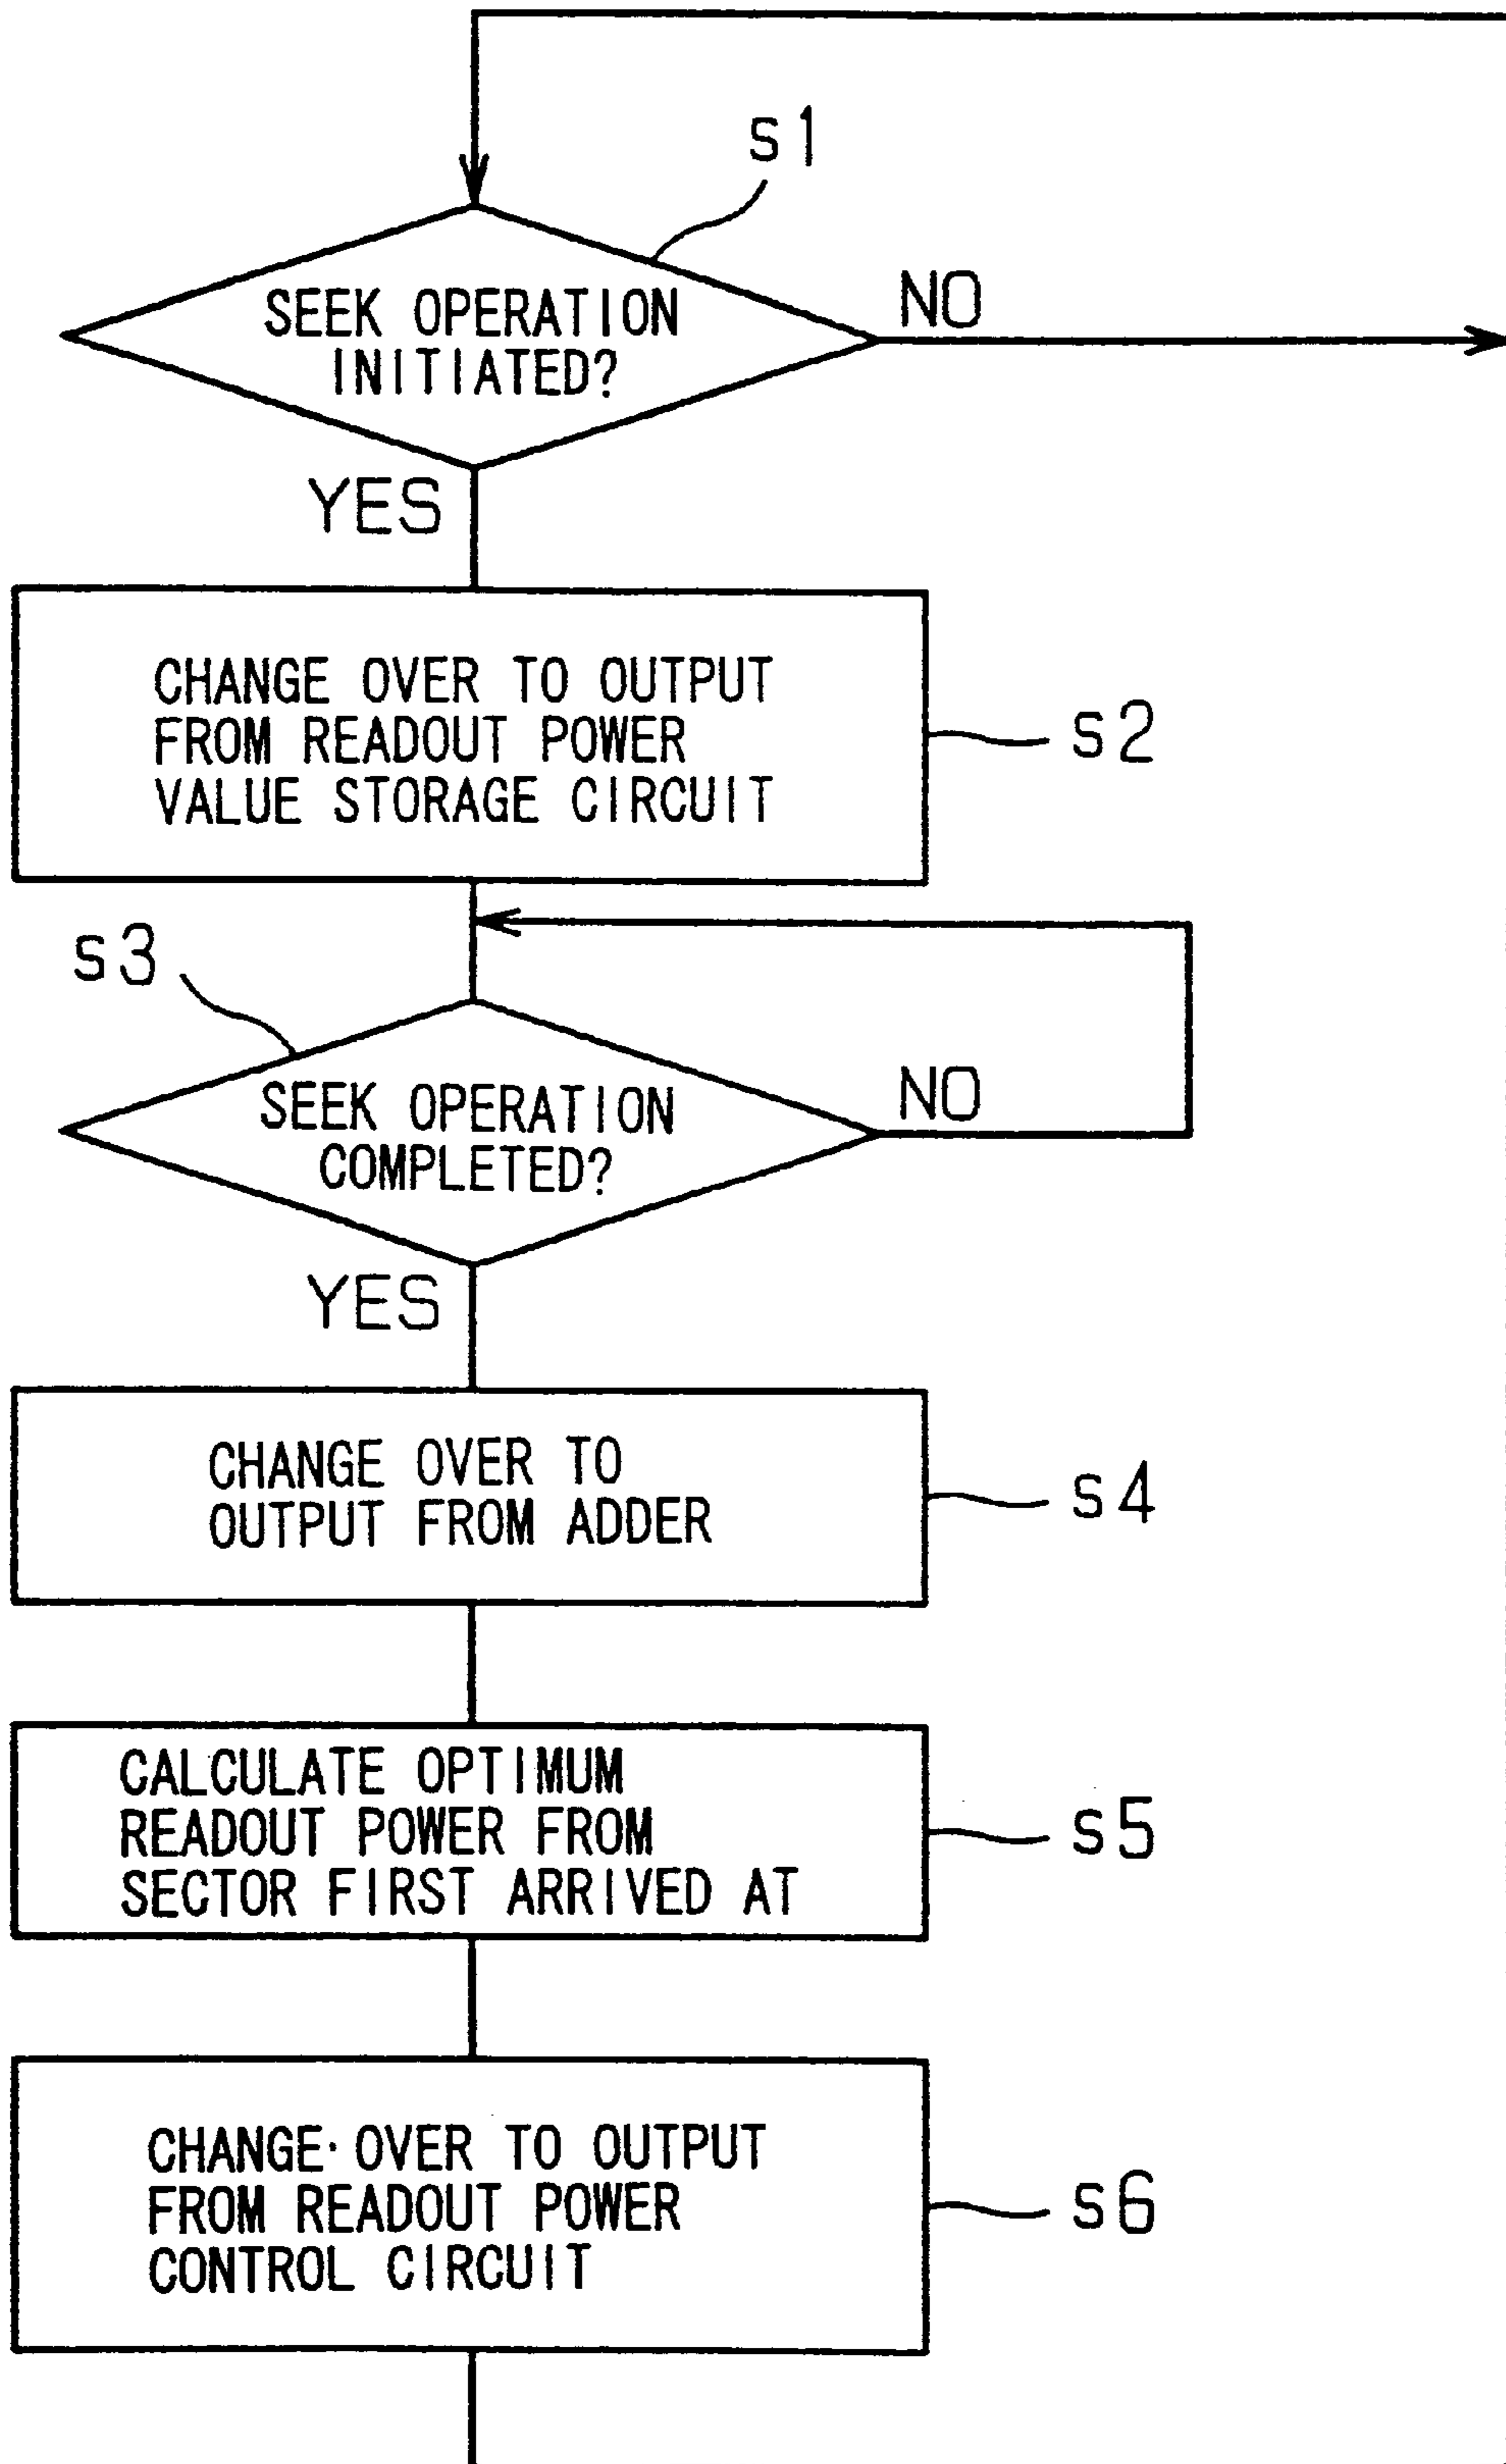 s1
SEEK OPERATION
INITIATED?
NO
YES
CHANGE OVER TO OUTPUT
FROM READOUT POWER
VALUE STORAGE CIRCUIT
s2
s3
SEEK OPERATION
COMPLETED?
NO
YES
CHANGE OVER TO
OUTPUT FROM ADDER
s4
CALCULATE OPTIMUM
READOUT POWER FROM
SECTOR FIRST ARRIVED AT
s5
CHANGE OVER TO OUTPUT
FROM READOUT POWER
CONTROL CIRCUIT
s6